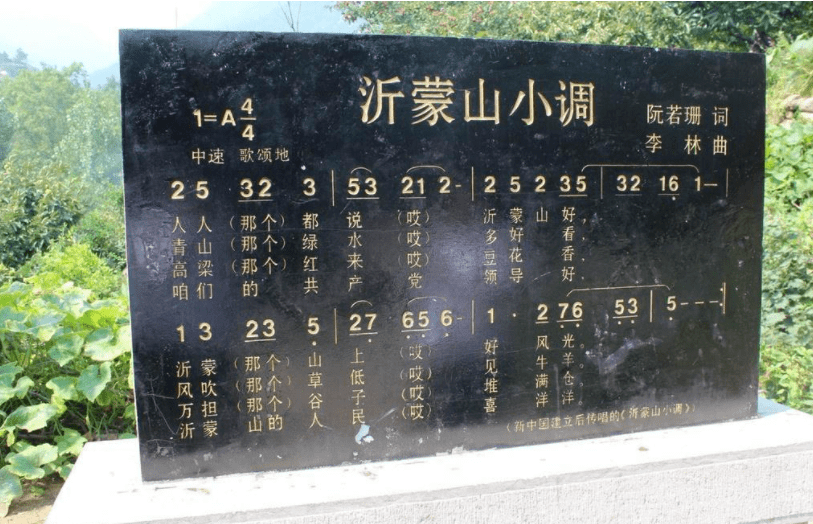 沂蒙山小调
1=A 4/4
阮若珊 词
中速 歌颂地
李 林 曲
2 5 32 3 | 53 21 2- | 2 5 2 35 | 32 16 1— |
人人(那个)都说(哎)沂蒙山好,
青山(那个)绿水(哎)多好看,
高梁(那个)红来(哎)豆花香,
咱们的共产党领导好.
1 3 23 5 | 27 65 6- | 1 · 2 76 53 | 5---:|
沂蒙(那个)山上(哎)好风光
风吹(那个)草低(哎)见牛羊
万担(那个)谷子(哎)堆满仓
沂蒙山的人民(哎)喜洋洋
(新中国建立后传唱的《沂蒙山小调》)